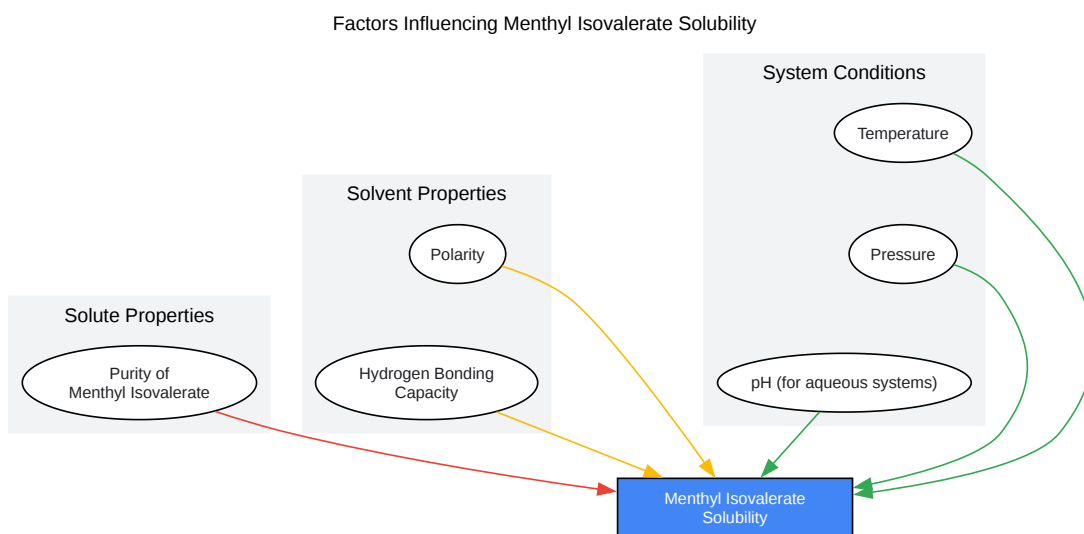 Factors Influencing Menthyl Isovalerate Solubility
System Conditions
Temperature
Solvent Properties
Polarity
Pressure
Solute Properties
Purity of
Menthyl Isovalerate
Hydrogen Bonding
Capacity
pH (for aqueous systems)
Menthyl Isovalerate
Solubility